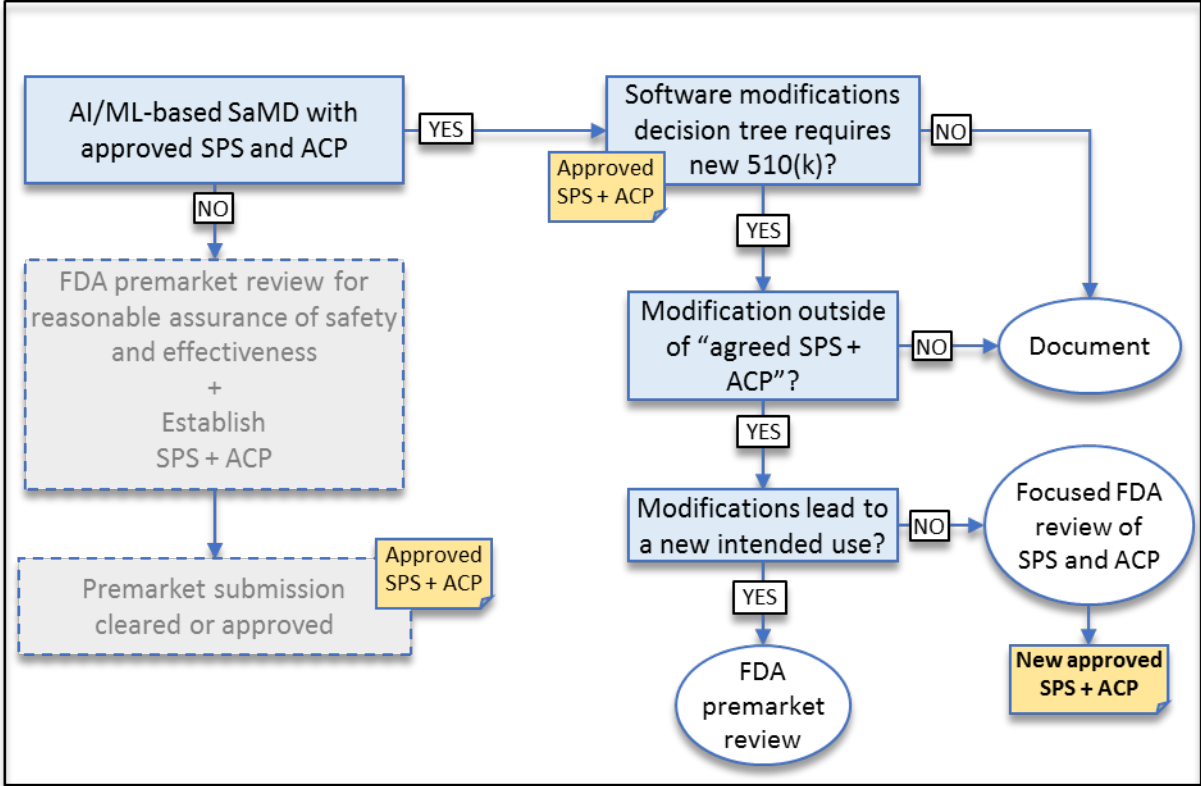 AI/ML-based SaMD with
approved SPS and ACP
YES
Software modifications
decision tree requires
new 510(k)?
NO
Approved
SPS + ACP
NO
YES
FDA premarket review for
reasonable assurance of safety
and effectiveness
+
Establish
SPS + ACP
Modification outside
of “agreed SPS +
ACP”?
NO
Document
YES
Premarket submission
cleared or approved
Approved
SPS + ACP
Modifications lead to
a new intended use?
NO
Focused FDA
review of
SPS and ACP
YES
FDA
premarket
review
New approved
SPS + ACP